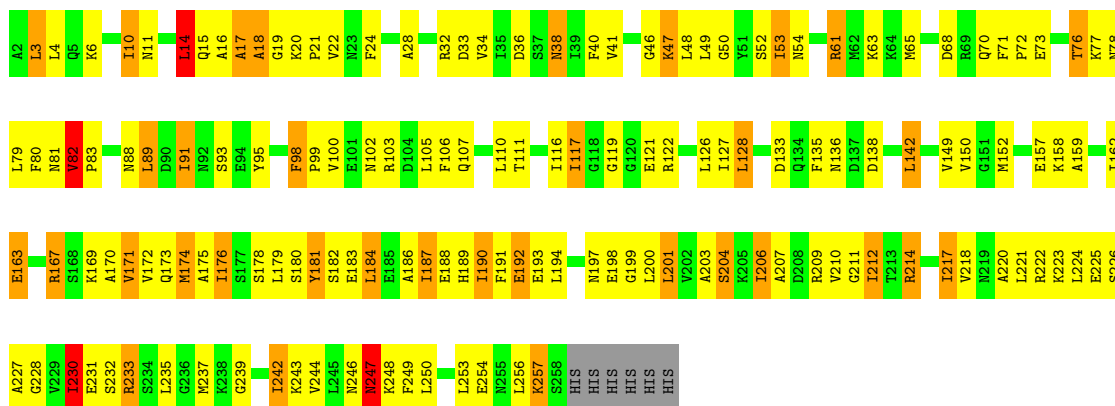 A2 L3 L4 Q5 K6 I10 N11 L14 Q15 A16 A17 A18 G19 K20 P21 V22 N23 F24 A28 R32 D33 V34 I35 D36 S37 N38 I39 F40 V41 G46 K47 L48 L49 G50 Y51 S52 I53 N54 R61 M62 K63 K64 M65 D68 R69 Q70 F71 P72 E73 T76 K77 N78
L79 F80 N81 V82 P83 N88 L89 D90 I91 N92 S93 E94 Y95 F98 P99 V100 E101 N102 R103 D104 L105 F106 Q107 L110 T111 I116 I117 G118 G119 G120 E121 R122 L126 I127 L128 D133 Q134 F135 N136 D137 D138 L142 V149 V150 G151 M152 E157 K158 A159 I162
E163 R167 S168 K169 A170 V171 V172 Q173 M174 A175 I176 S177 S178 L179 S180 Y181 S182 E183 L184 E185 A186 I187 E188 H189 I190 F191 E192 E193 L194 N197 E198 G199 L200 L201 V202 A203 S204 K205 I206 A207 D208 R209 V210 G211 I212 T213 R214 I217 V218 N219 A220 L221 R222 K223 L224 E225 S226
A227 G228 V229 I230 E231 S232 R233 S234 L235 G236 M237 K238 G239 I242 K243 V244 L245 N246 N247 K248 F249 L250 L253 E254 N255 L256 K257 S258 HIS HIS HIS HIS HIS HIS